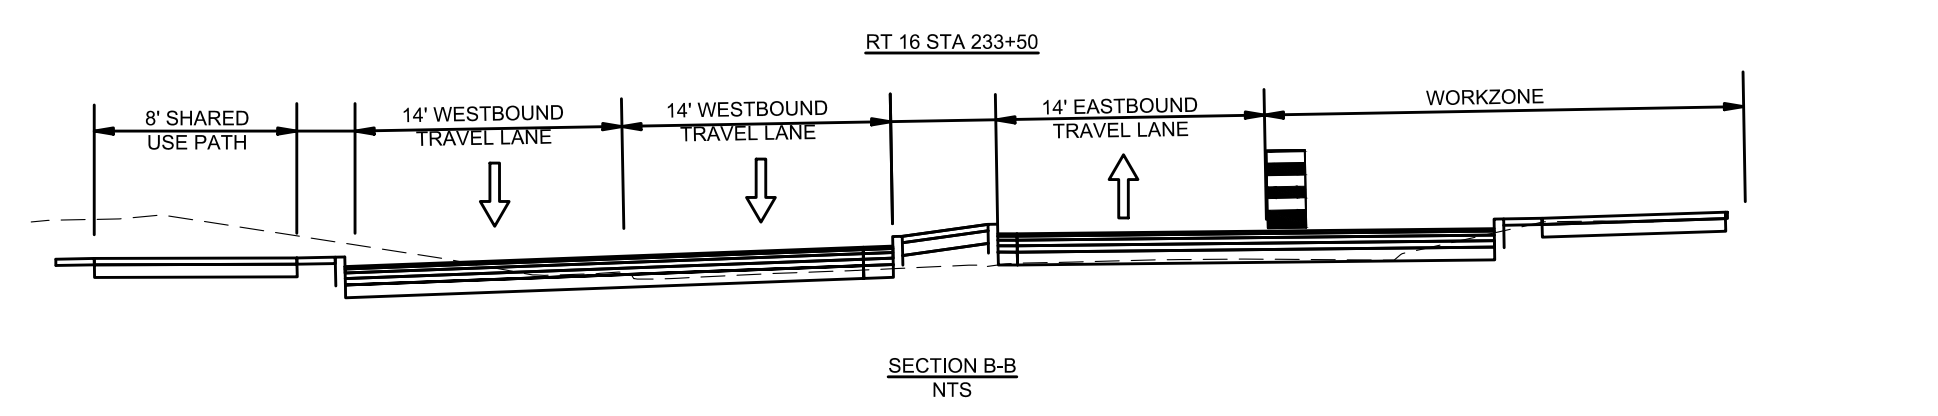 RT 16 STA 233+50
8' SHARED
USE PATH
14' WESTBOUND
TRAVEL LANE
14' WESTBOUND
TRAVEL LANE
14' EASTBOUND
TRAVEL LANE
WORKZONE
SECTION B-B
NTS